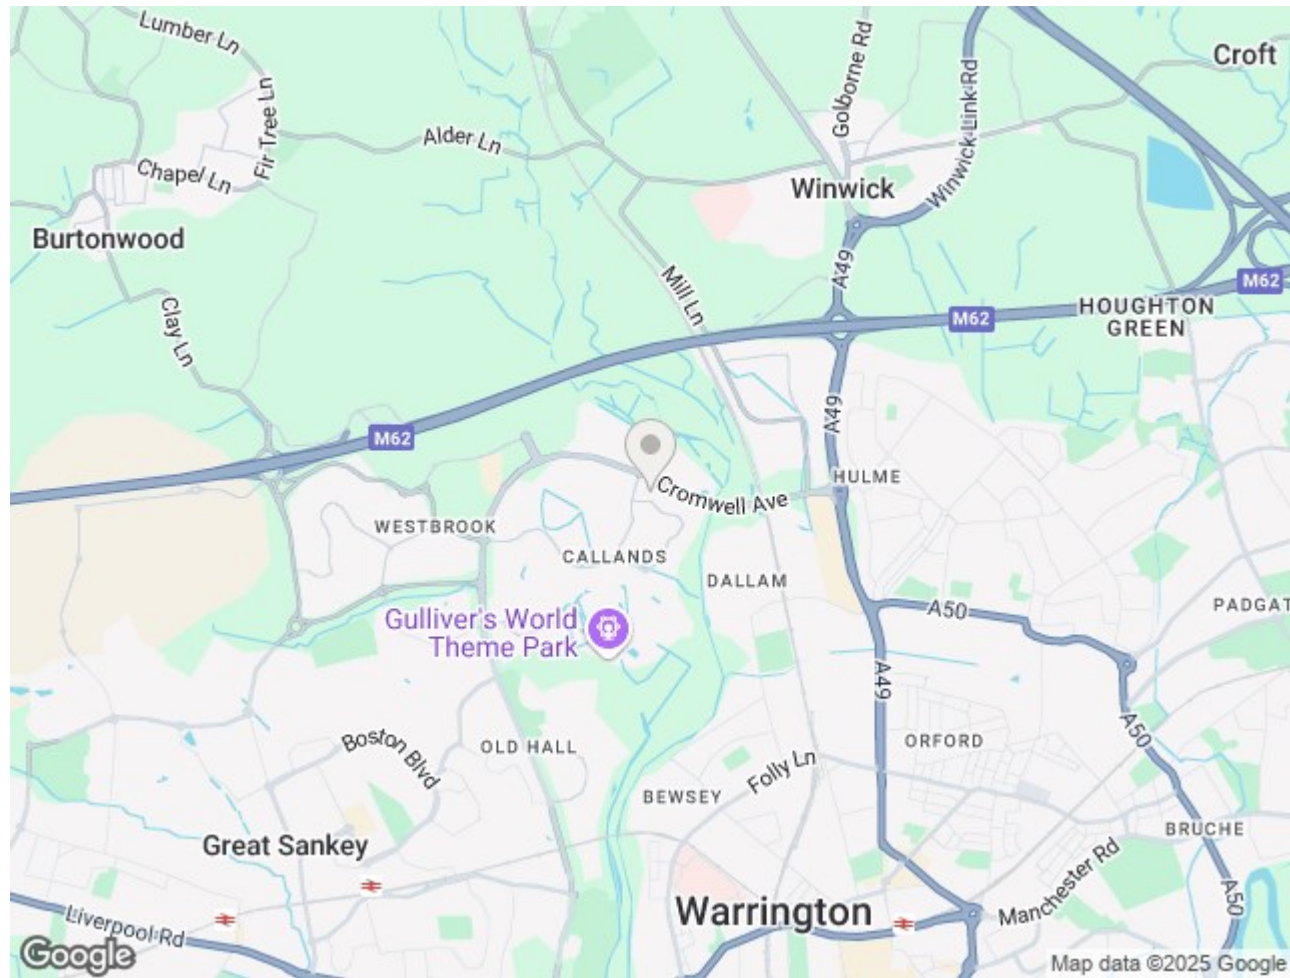 Lumber Ln
Golborne Rd
Croft
Fir Tree Ln
Alder Ln
Winwick Link Rd
Chapel Ln
Winwick
Burtonwood
A49
Mill Ln
M62
Clay Ln
M62
HOUGHTON
GREEN
A49
M62
HULME
Cromwell Ave
WESTBROOK
CALLANDS
DALLAM
A50
PADGAT
Gulliver's World
Theme Park
A49
A50
Boston Blvd
OLD HALL
ORFORD
Folly Ln
BEWSEY
BRUCHE
Great Sankey
Manchester Rd
A50
Warrington
Liverpool Rd
Google
Map data ©2025 Google